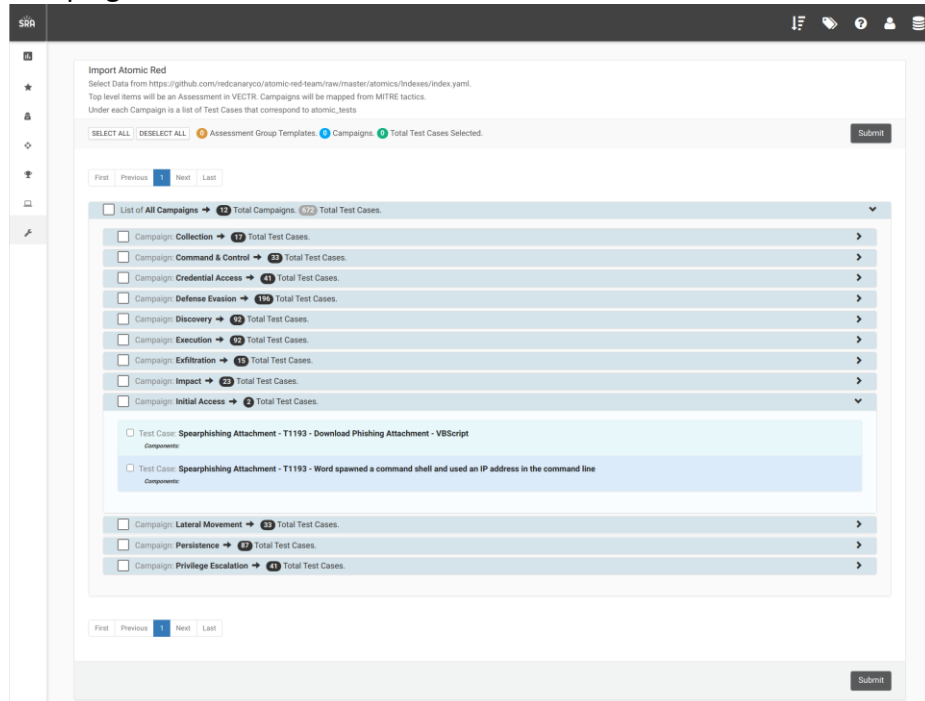 SRA
Import Atomic Red
Select Data from https://github.com/redcanaryco/atomic-red-team/raw/master/atomics/Indexes/index.yaml.
Top level items will be an Assessment in VECTR. Campaigns will be mapped from MITRE tactics.
Under each Campaign is a list of Test Cases that correspond to atomic_tests
SELECT ALL DESELECT ALL 0 Assessment Group Templates. 0 Campaigns. 0 Total Test Cases Selected. Submit
First Previous 1 Next Last
List of All Campaigns → 12 Total Campaigns. 672 Total Test Cases.
Campaign: Collection → 17 Total Test Cases.
Campaign: Command & Control → 33 Total Test Cases.
Campaign: Credential Access → 41 Total Test Cases.
Campaign: Defense Evasion → 196 Total Test Cases.
Campaign: Discovery → 92 Total Test Cases.
Campaign: Execution → 92 Total Test Cases.
Campaign: Exfiltration → 15 Total Test Cases.
Campaign: Impact → 23 Total Test Cases.
Campaign: Initial Access → 2 Total Test Cases.
Test Case: Spearphishing Attachment - T1193 - Download Phishing Attachment - VBScript
Components:
Test Case: Spearphishing Attachment - T1193 - Word spawned a command shell and used an IP address in the command line
Components:
Campaign: Lateral Movement → 33 Total Test Cases.
Campaign: Persistence → 87 Total Test Cases.
Campaign: Privilege Escalation → 41 Total Test Cases.
First Previous 1 Next Last
Submit